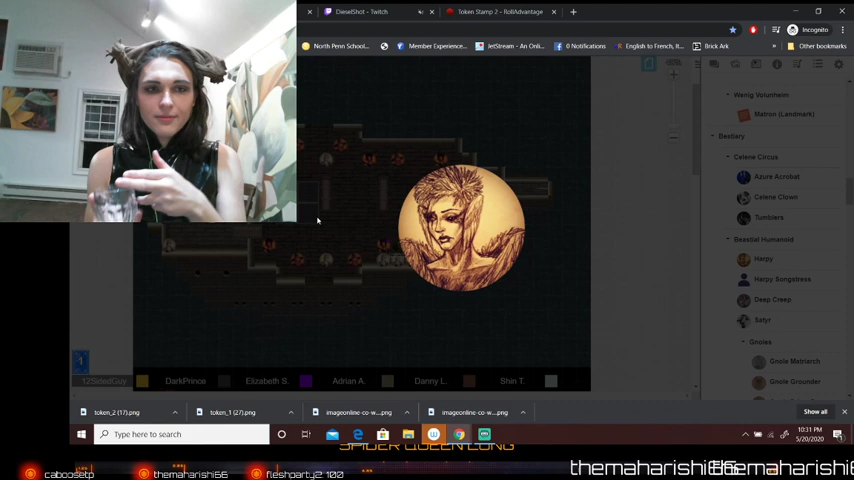 DieselShot - Twitch
Token Stamp 2 - RollAdvantage
Incognito
North Penn School...
Member Experience...
JetStream - An Onli...
0 Notifications
English to French, It...
Brick Ark
Other bookmarks
Wenig Volunheim
Matron (Landmark)
Bestiary
Celene Circus
Azure Acrobat
Celene Clown
Tumblers
Beastial Humanoid
Harpy
Harpy Songstress
Deep Creep
Satyr
Gnoles
Gnole Matriarch
Gnole Grounder
12SidedGuy
DarkPrince
Elizabeth S.
Adrian A.
Danny L.
Shin T.
token_2 (17).png
token_1 (27).png
imageonline-co-w....png
imageonline-co-w....png
Show all
Type here to search
10:31 PM
5/20/2020
cabcosetp
themaharishi66
fleshparty2 100